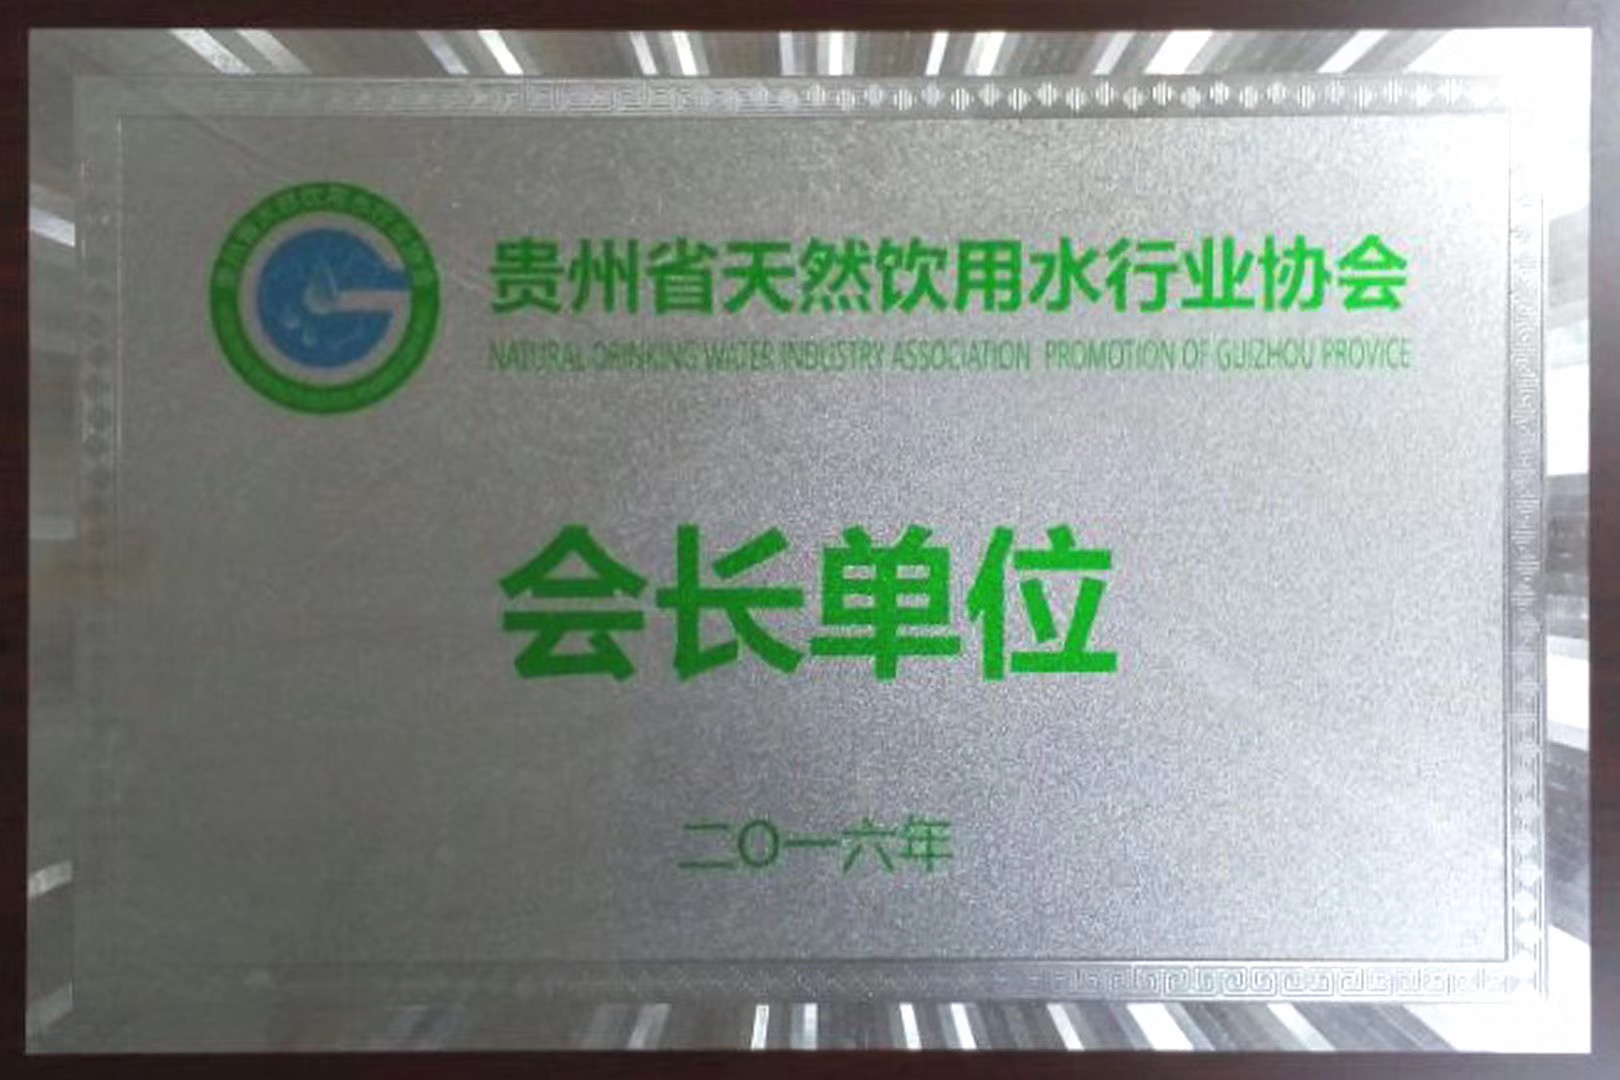 贵州省天然饮用水行业协会
NATURAL DRINKING WATER INDUSTRY ASSOCIATION PROMOTION OF GUIZHOU PROVICE
会长单位
二〇一六年